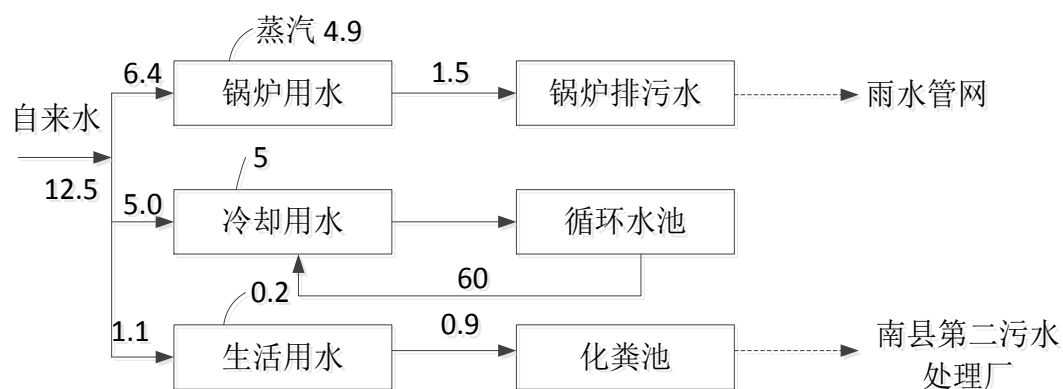 蒸汽 4.9
6.4
锅炉用水
1.5
锅炉排污水
雨水管网
自来水
12.5
5
5.0
冷却用水
循环水池
60
0.2
1.1
生活用水
0.9
化粪池
南县第二污水
处理厂